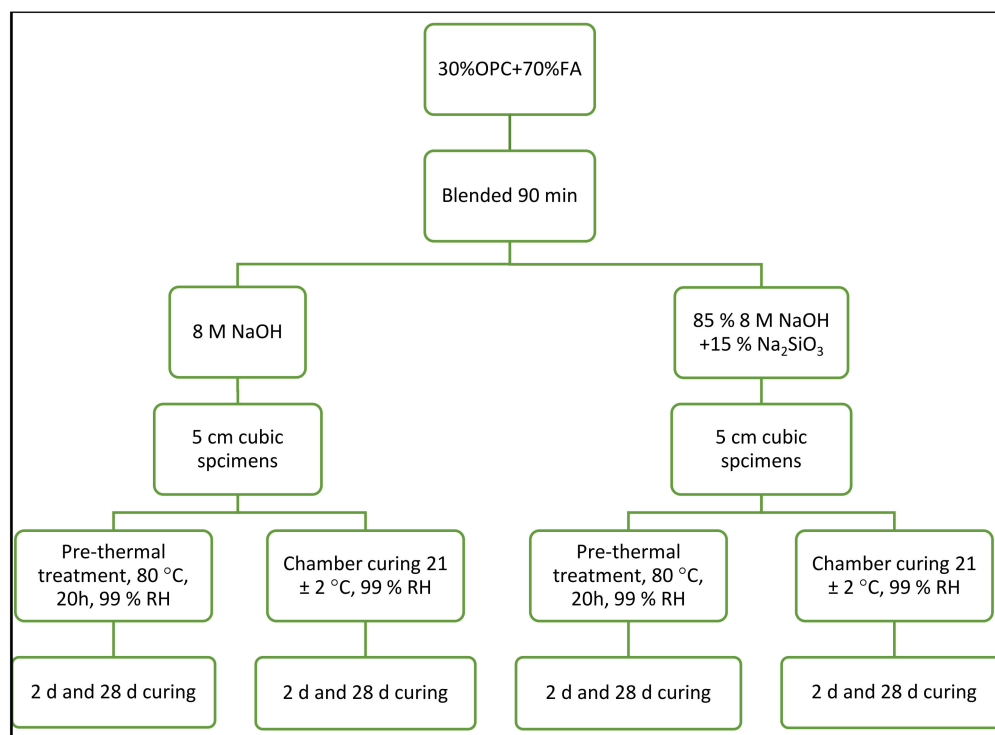 30%OPC+70%FA
Blended 90 min
8 M NaOH
85 % 8 M NaOH
+15 % Na₂SiO₃
5 cm cubic
spcimens
5 cm cubic
spcimens
Pre-thermal
treatment, 80 °C,
20h, 99 % RH
Chamber curing 21
± 2 °C, 99 % RH
Pre-thermal
treatment, 80 °C,
20h, 99 % RH
Chamber curing 21
± 2 °C, 99 % RH
2 d and 28 d curing
2 d and 28 d curing
2 d and 28 d curing
2 d and 28 d curing